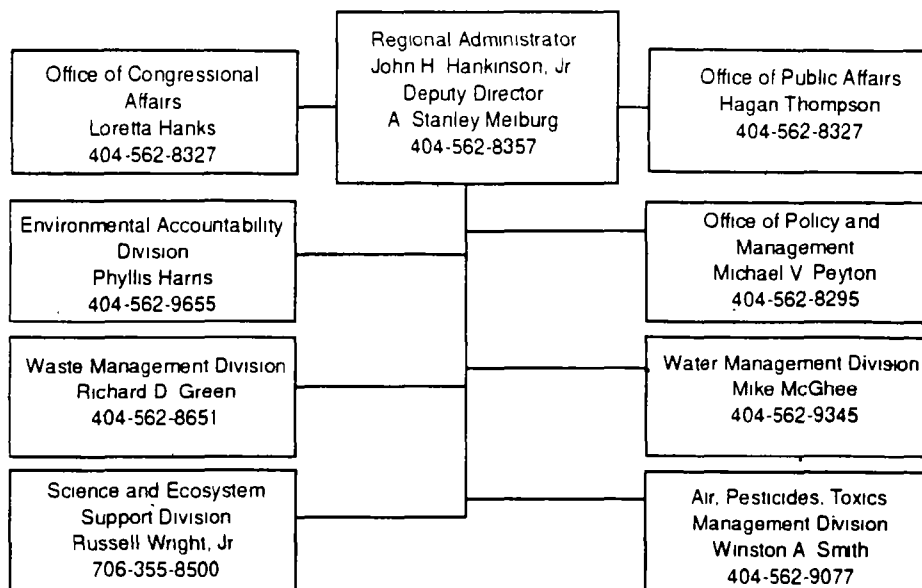 Regional Administrator
John H Hankinson, Jr
Deputy Director
A Stanley Meiburg
404-562-8357
Office of Congressional
Affairs
Loretta Hanks
404-562-8327
Office of Public Affairs
Hagan Thompson
404-562-8327
Environmental Accountability
Division
Phyllis Harris
404-562-9655
Office of Policy and
Management
Michael V Peyton
404-562-8295
Waste Management Division
Richard D Green
404-562-8651
Water Management Division
Mike McGhee
404-562-9345
Science and Ecosystem
Support Division
Russell Wright, Jr
706-355-8500
Air, Pesticides, Toxics
Management Division
Winston A Smith
404-562-9077